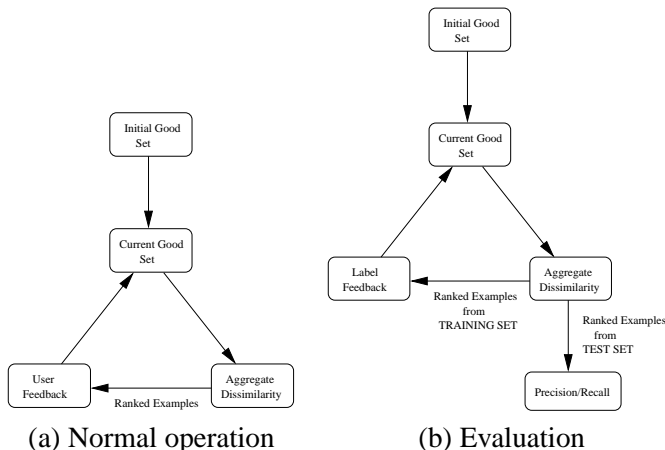 Initial Good
Set
Current Good
Set
User
Feedback
Ranked Examples
Aggregate
Dissimilarity
(a) Normal operation
Initial Good
Set
Current Good
Set
Label
Feedback
Ranked Examples
from
TRAINING SET
Aggregate
Dissimilarity
Ranked Examples
from
TEST SET
Precision/Recall
(b) Evaluation